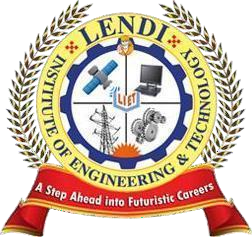 LENDI
INSTITUTE OF ENGINEERING & TECHNOLOGY
LIET
A Step Ahead into Futuristic Careers